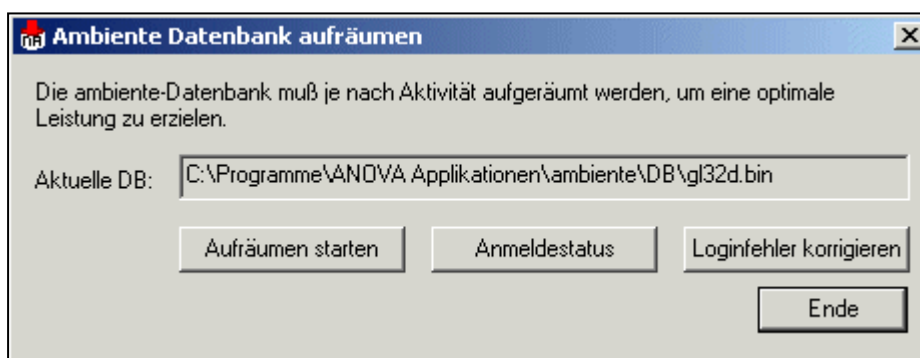 Ambiente Datenbank aufräumen
Die ambiente-Datenbank muß je nach Aktivität aufgeräumt werden, um eine optimale
Leistung zu erzielen.
Aktuelle DB: C:\Programme\ANOVA Applikationen\ambiente\DB\gl32d.bin
Aufräumen starten Anmeldestatus Loginfehler korrigieren
Ende